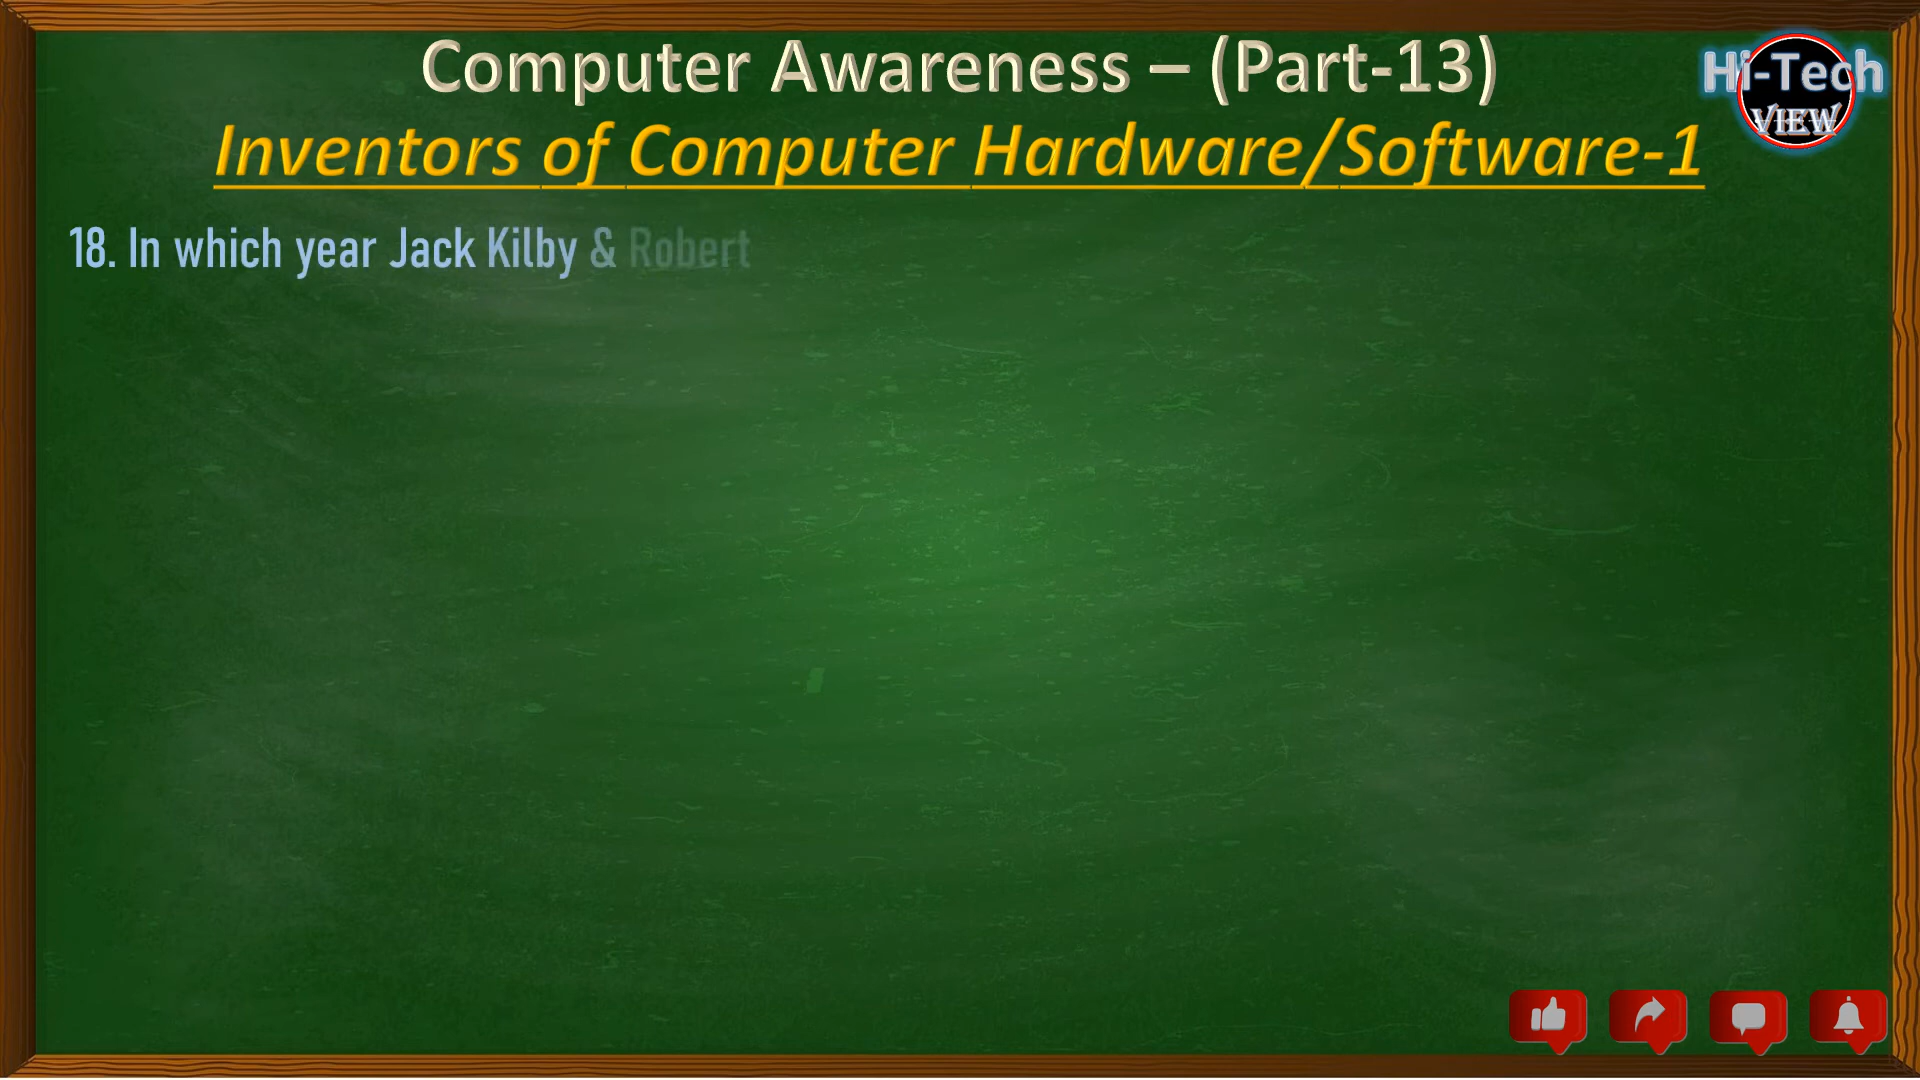 Computer Awareness – (Part-13)
Hi-Tech
VIEW
Inventors of Computer Hardware/Software-1
18. In which year Jack Kilby & Robert